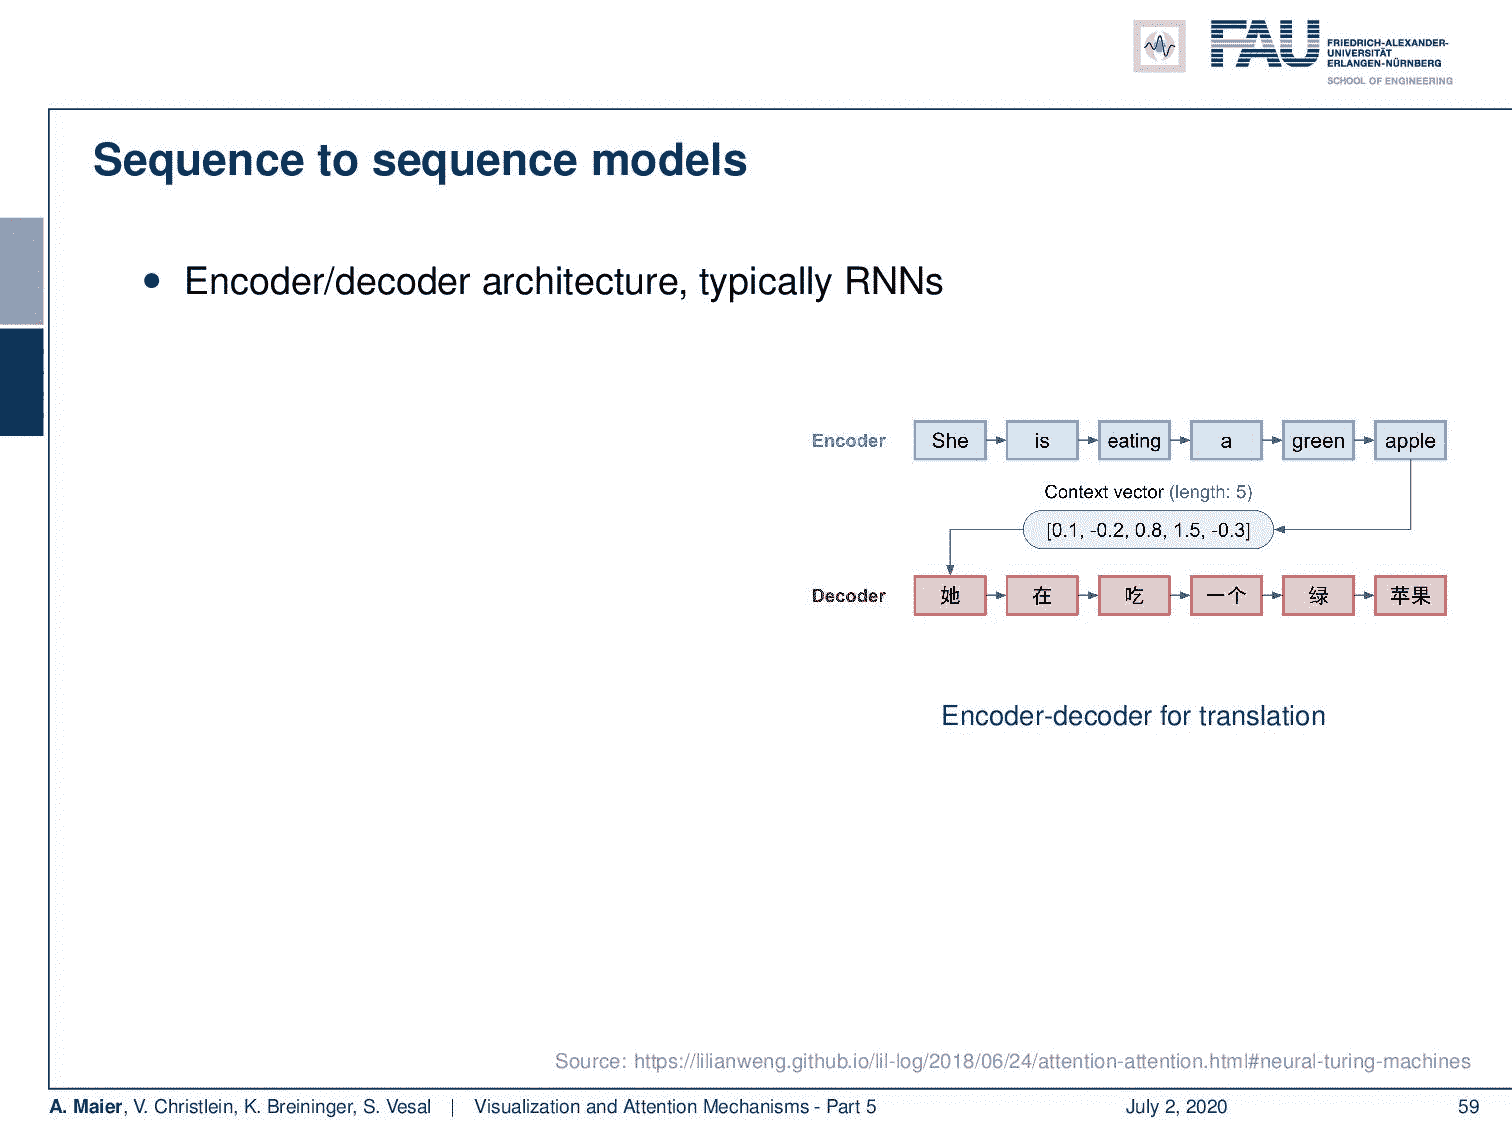 FAU
FRIEDRICH-ALEXANDER-
UNIVERSITÄT
ERLANGEN-NÜRNBERG
SCHOOL OF ENGINEERING
Sequence to sequence models
• Encoder/decoder architecture, typically RNNs
Encoder She is eating a green apple
Context vector (length: 5)
[0.1, -0.2, 0.8, 1.5, -0.3]
Decoder 她 在 吃 一个 绿 苹果
Encoder-decoder for translation
Source: https://lilianweng.github.io/lil-log/2018/06/24/attention-attention.html#neural-turing-machines
A. Maier, V. Christlein, K. Breininger, S. Vesal | Visualization and Attention Mechanisms - Part 5 July 2, 2020 59